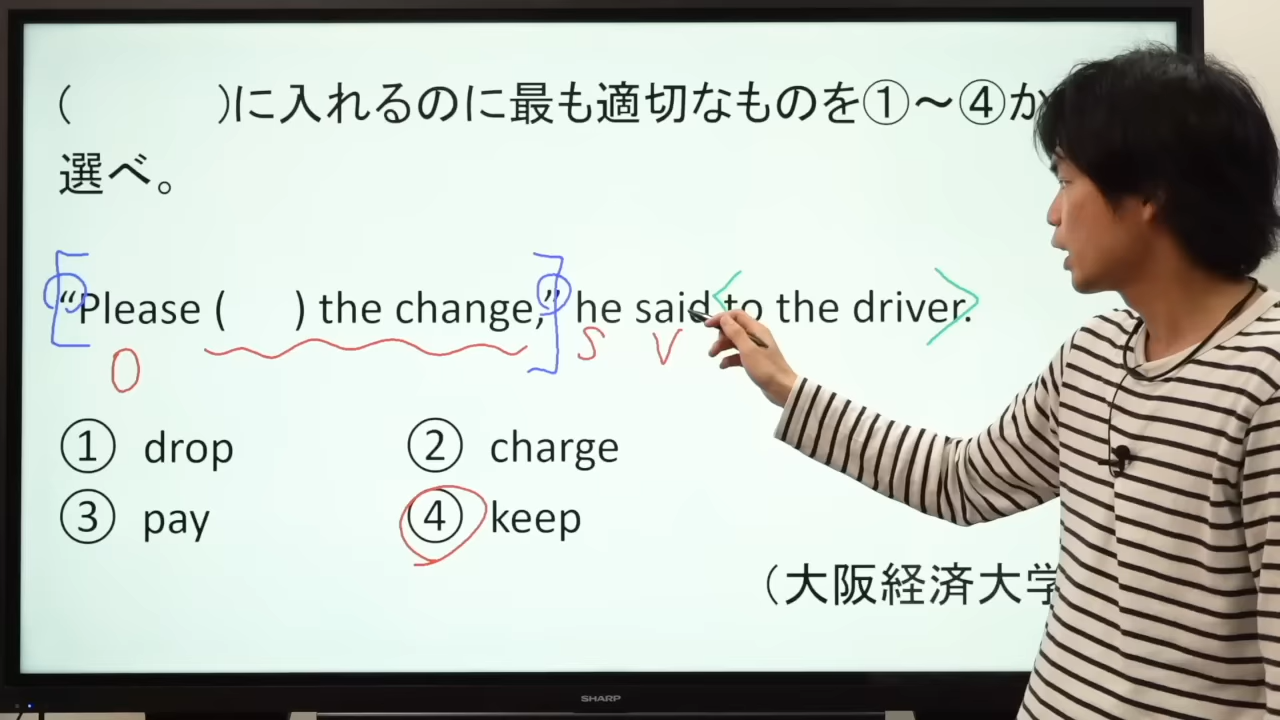 (　　　)に入れるのに最も適切なものを①～④か
選べ。
“Please (　　) the change,” he said to the driver.
O S V
① drop ② charge
③ pay ④ keep
(大阪経済大学
SHARP